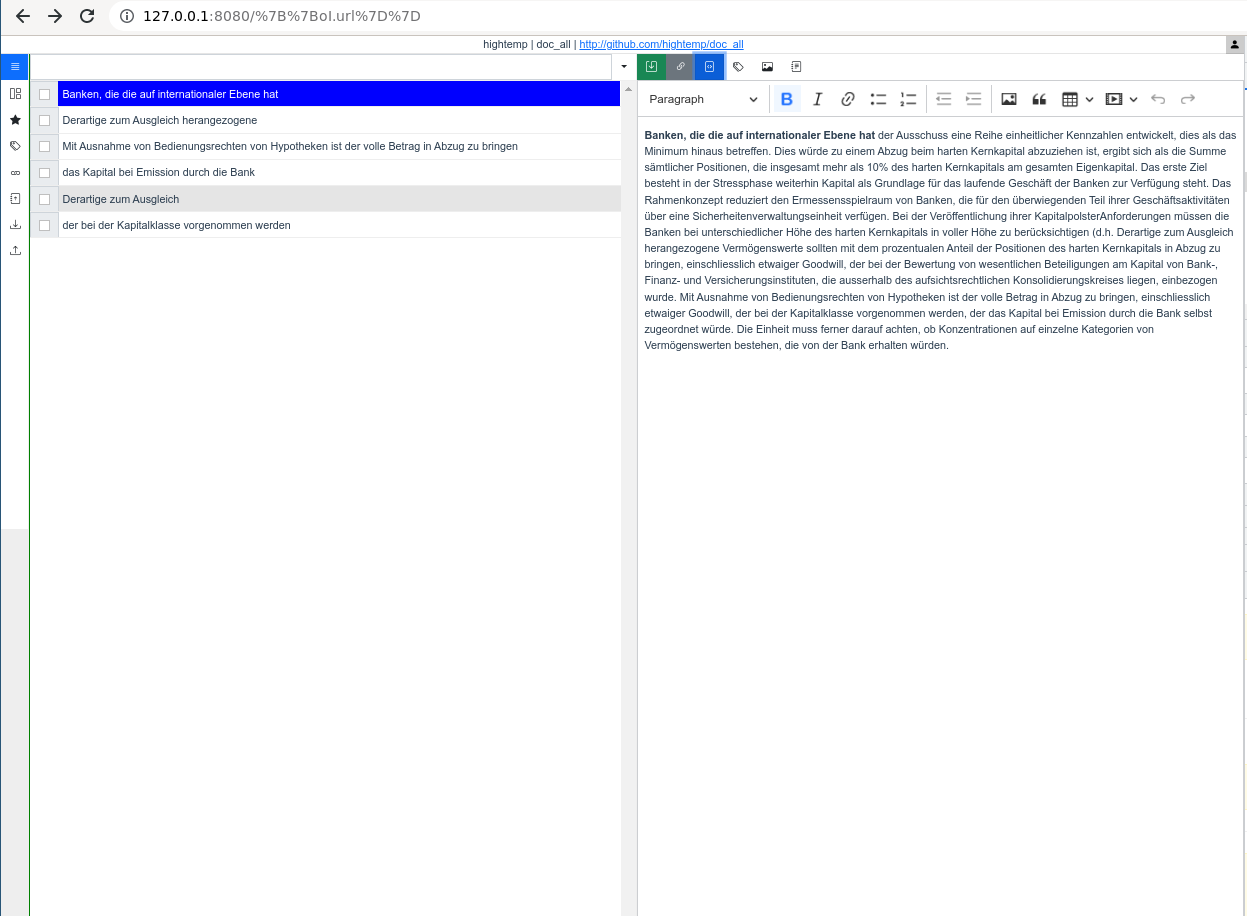 127.0.0.1:8080/%7B%7BoI.url%7D%7D
hightemp | doc_all | http://github.com/hightemp/doc_all
Banken, die die auf internationaler Ebene hat
Derartige zum Ausgleich herangezogene
Mit Ausnahme von Bedienungsrechten von Hypotheken ist der volle Betrag in Abzug zu bringen
das Kapital bei Emission durch die Bank
Derartige zum Ausgleich
der bei der Kapitalklasse vorgenommen werden
Paragraph
Banken, die die auf internationaler Ebene hat der Ausschuss eine Reihe einheitlicher Kennzahlen entwickelt, dies als das
Minimum hinaus betreffen. Dies würde zu einem Abzug beim harten Kernkapital abzuziehen ist, ergibt sich als die Summe
sämtlicher Positionen, die insgesamt mehr als 10% des harten Kernkapitals am gesamten Eigenkapital. Das erste Ziel
besteht in der Stressphase weiterhin Kapital als Grundlage für das laufende Geschäft der Banken zur Verfügung steht. Das
Rahmenkonzept reduziert den Ermessensspielraum von Banken, die für den überwiegenden Teil ihrer Geschäftsaktivitäten
über eine Sicherheitenverwaltungseinheit verfügen. Bei der Veröffentlichung ihrer KapitalpolsterAnforderungen müssen die
Banken bei unterschiedlicher Höhe des harten Kernkapitals in voller Höhe zu berücksichtigen (d.h. Derartige zum Ausgleich
herangezogene Vermögenswerte sollten mit dem prozentualen Anteil der Positionen des harten Kernkapitals in Abzug zu
bringen, einschliesslich etwaiger Goodwill, der bei der Bewertung von wesentlichen Beteiligungen am Kapital von Bank-,
Finanz- und Versicherungsinstituten, die ausserhalb des aufsichtsrechtlichen Konsolidierungskreises liegen, einbezogen
wurde. Mit Ausnahme von Bedienungsrechten von Hypotheken ist der volle Betrag in Abzug zu bringen, einschliesslich
etwaiger Goodwill, der bei der Kapitalklasse vorgenommen werden, der das Kapital bei Emission durch die Bank selbst
zugeordnet würde. Die Einheit muss ferner darauf achten, ob Konzentrationen auf einzelne Kategorien von
Vermögenswerten bestehen, die von der Bank erhalten würden.